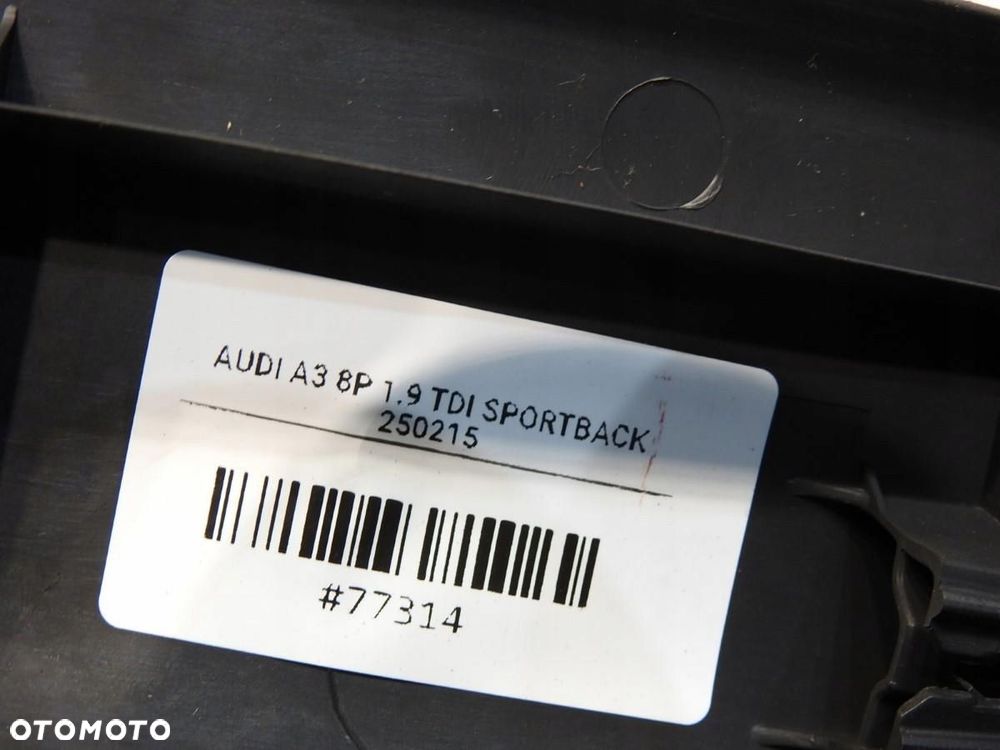 AUDI A3 8P 1.9 TDI SPORTBACK
250215
#77314
OTOMOTO